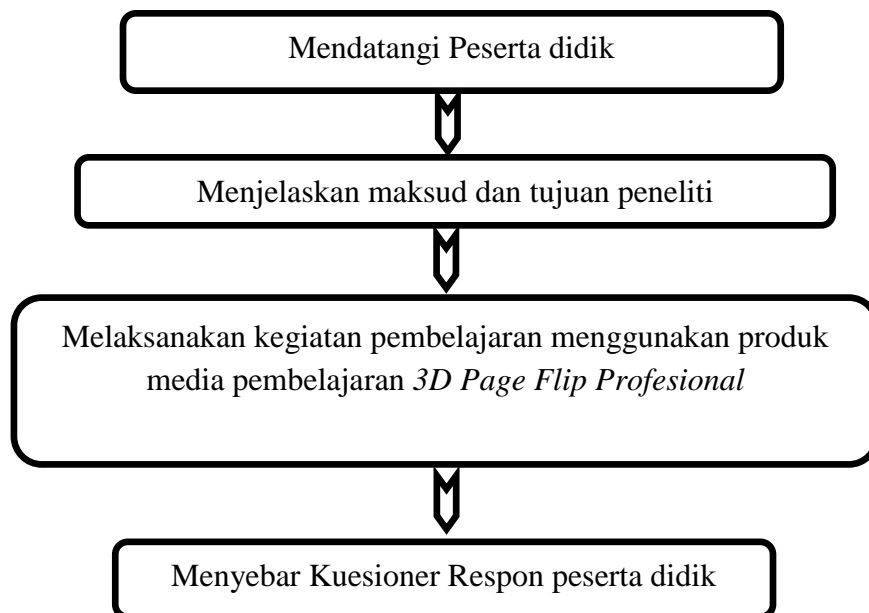 Mendatangi Peserta didik
Menjelaskan maksud dan tujuan peneliti
Melaksanakan kegiatan pembelajaran menggunakan produk
media pembelajaran 3D Page Flip Profesional
Menyebar Kuesioner Respon peserta didik